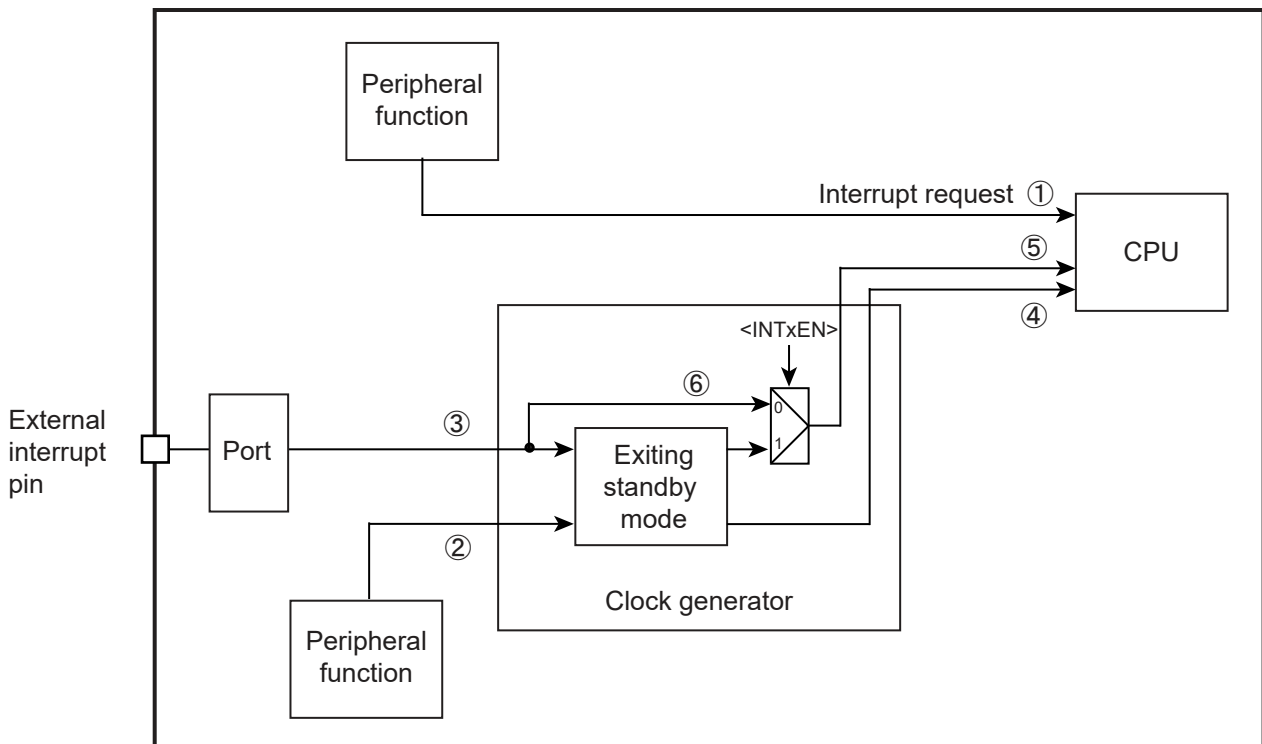 Peripheral
function
Interrupt request ①
CPU
⑤
④
<INTxEN>
⑥
0
1
External
interrupt
pin
Port
③
Exiting
standby
mode
②
Clock generator
Peripheral
function